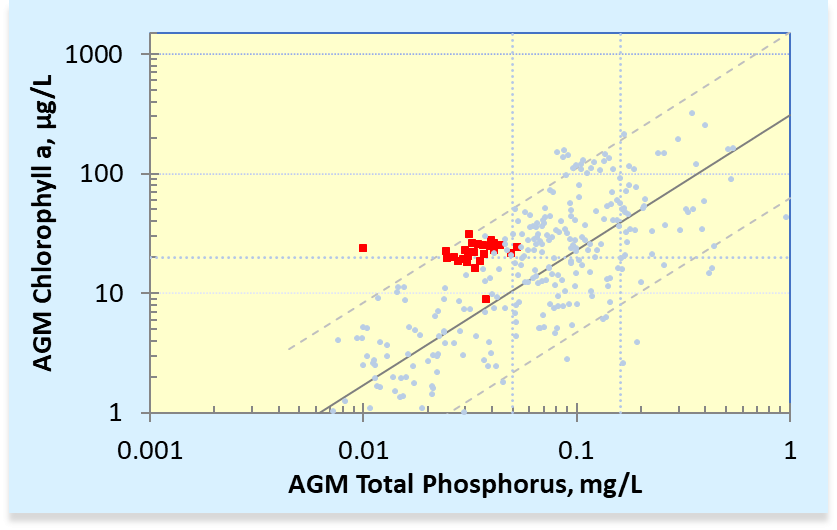 1000
100
10
1
AGM Chlorophyll a, µg/L
0.001 0.01 0.1 1
AGM Total Phosphorus, mg/L